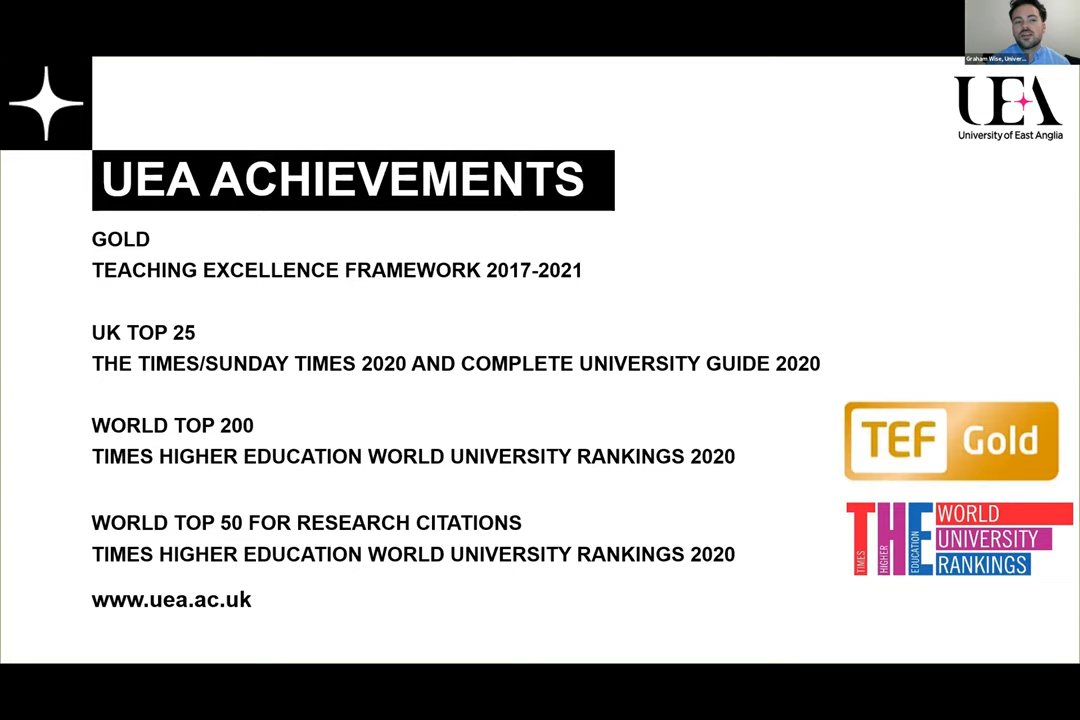 Graham Wise, Univer...
UEA
University of East Anglia
UEA ACHIEVEMENTS
GOLD
TEACHING EXCELLENCE FRAMEWORK 2017-2021
UK TOP 25
THE TIMES/SUNDAY TIMES 2020 AND COMPLETE UNIVERSITY GUIDE 2020
WORLD TOP 200
TIMES HIGHER EDUCATION WORLD UNIVERSITY RANKINGS 2020
TEF Gold
WORLD TOP 50 FOR RESEARCH CITATIONS
TIMES HIGHER EDUCATION WORLD UNIVERSITY RANKINGS 2020
THE
TIMES
HIGHER
EDUCATION
WORLD
UNIVERSITY
RANKINGS
www.uea.ac.uk